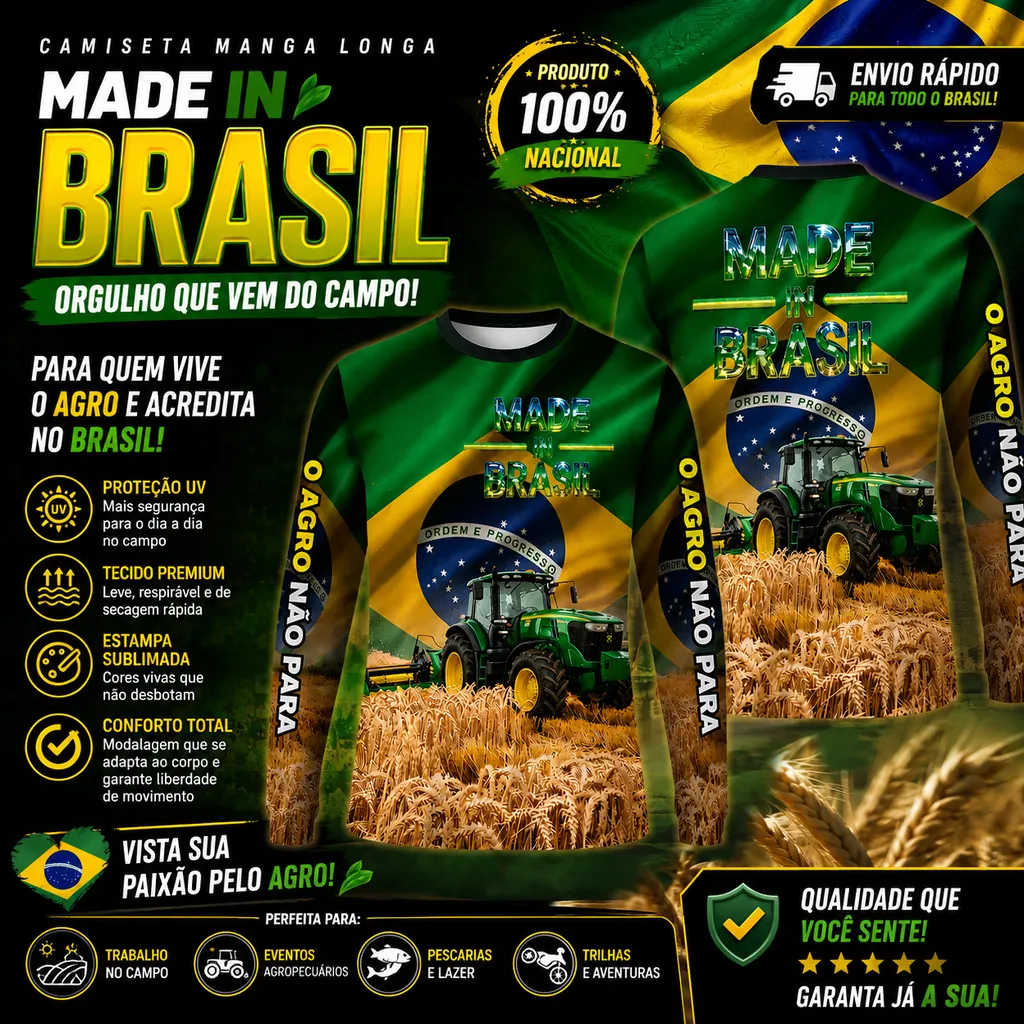 CAMISETA MANGA LONGA
MADE IN
BRASIL
ORGULHO QUE VEM DO CAMPO!
PRODUTO
100%
NACIONAL
ENVIO RÁPIDO
PARA TODO O BRASIL!
PARA QUEM VIVE
O AGRO E ACREDITA
NO BRASIL!
UV
PROTEÇÃO UV
Mais segurança
para o dia a dia
no campo
TECIDO PREMIUM
Leve, respirável e de
secagem rápida
ESTAMPA
SUBLIMADA
Cores vivas que
não desbotam
CONFORTO TOTAL
Modalagem que se
adapta ao corpo e
garante liberdade
de movimento
MADE
IN
BRASIL
ORDEM E PROGRESSO
O AGRO NÃO PARA
O AGRO NÃO PARA
MADE
IN
BRASIL
ORDEM E PROGRESSO
O AGRO NÃO PARA
VISTA SUA
PAIXÃO PELO AGRO!
PERFEITA PARA:
TRABALHO
NO CAMPO
EVENTOS
AGROPECUÁRIOS
PESCARIAS
E LAZER
TRILHAS
E AVENTURAS
QUALIDADE QUE
VOCÊ SENTE!
GARANTA JÁ A SUA!